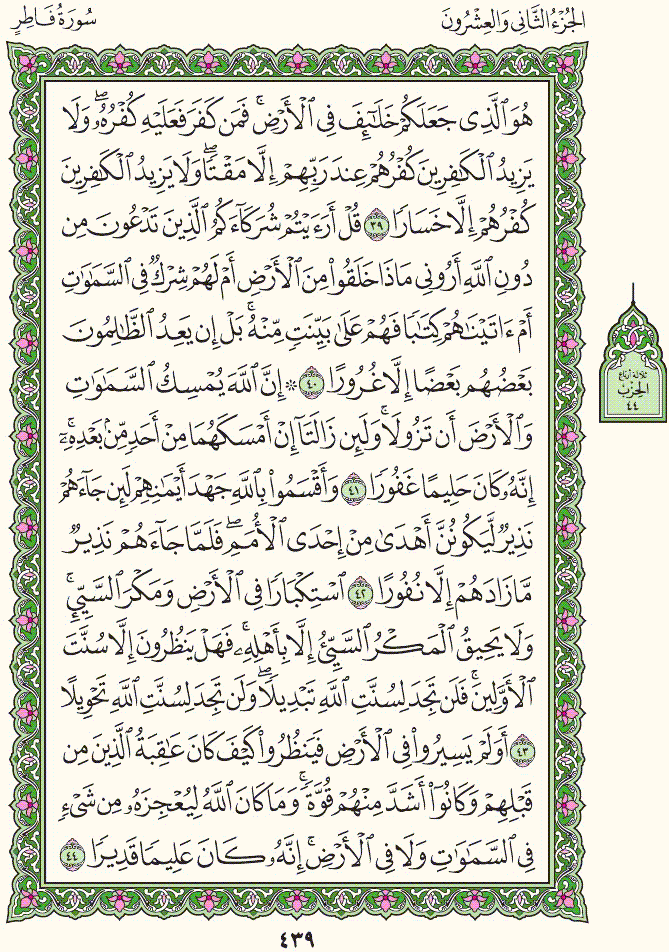 الجُزْءُ الثَّانِي وَالعِشْرُونَ
سُورَةُ فَاطِرٍ
هُوَ ٱلَّذِى جَعَلَكُمْ خَلَٰٓئِفَ فِى ٱلْأَرْضِ ۚ فَمَن كَفَرَ فَعَلَيْهِ كُفْرُهُۥ ۖ وَلَا
يَزِيدُ ٱلْكَٰفِرِينَ كُفْرُهُمْ عِندَ رَبِّهِمْ إِلَّا مَقْتًا ۖ وَلَا يَزِيدُ ٱلْكَٰفِرِينَ
كُفْرُهُمْ إِلَّا خَسَارًا ٣٩ قُلْ أَرَءَيْتُمْ شُرَكَآءَكُمُ ٱلَّذِينَ تَدْعُونَ مِن
دُونِ ٱللَّهِ أَرُونِى مَاذَا خَلَقُوا۟ مِنَ ٱلْأَرْضِ أَمْ لَهُمْ شِرْكٌ فِى ٱلسَّمَٰوَٰتِ
أَمْ ءَاتَيْنَٰهُمْ كِتَٰبًا فَهُمْ عَلَىٰ بَيِّنَتٍ مِّنْهُ ۚ بَلْ إِن يَعِدُ ٱلظَّٰلِمُونَ
بَعْضُهُم بَعْضًا إِلَّا غُرُورًا ٤٠ ۞ إِنَّ ٱللَّهَ يُمْسِكُ ٱلسَّمَٰوَٰتِ
وَٱلْأَرْضَ أَن تَزُولَا ۚ وَلَئِن زَالَتَآ إِنْ أَمْسَكَهُمَا مِنْ أَحَدٍ مِّنۢ بَعْدِهِۦٓ ۚ
إِنَّهُۥ كَانَ حَلِيمًا غَفُورًا ٤١ وَأَقْسَمُوا۟ بِٱللَّهِ جَهْدَ أَيْمَٰنِهِمْ لَئِن جَآءَهُمْ
نَذِيرٌ لَّيَكُونُنَّ أَهْدَىٰ مِنْ إِحْدَى ٱلْأُمَمِ ۖ فَلَمَّا جَآءَهُمْ نَذِيرٌ
مَّا زَادَهُمْ إِلَّا نُفُورًا ٤٢ ٱسْتِكْبَارًا فِى ٱلْأَرْضِ وَمَكْرَ ٱلسَّيِّئِ ۚ
وَلَا يَحِيقُ ٱلْمَكْرُ ٱلسَّيِّئُ إِلَّا بِأَهْلِهِۦ ۚ فَهَلْ يَنظُرُونَ إِلَّا سُنَّتَ
ٱلْأَوَّلِينَ ۚ فَلَن تَجِدَ لِسُنَّتِ ٱللَّهِ تَبْدِيلًا ۖ وَلَن تَجِدَ لِسُنَّتِ ٱللَّهِ تَحْوِيلًا
٤٣ أَوَلَمْ يَسِيرُوا۟ فِى ٱلْأَرْضِ فَيَنظُرُوا۟ كَيْفَ كَانَ عَٰقِبَةُ ٱلَّذِينَ مِن
قَبْلِهِمْ وَكَانُوٓا۟ أَشَدَّ مِنْهُمْ قُوَّةً ۚ وَمَا كَانَ ٱللَّهُ لِيُعْجِزَهُۥ مِن شَىْءٍ
فِى ٱلسَّمَٰوَٰتِ وَلَا فِى ٱلْأَرْضِ ۚ إِنَّهُۥ كَانَ عَلِيمًا قَدِيرًا ٤٤
ثلاثة أرباع
الحزب
٤٤
٤٣٩